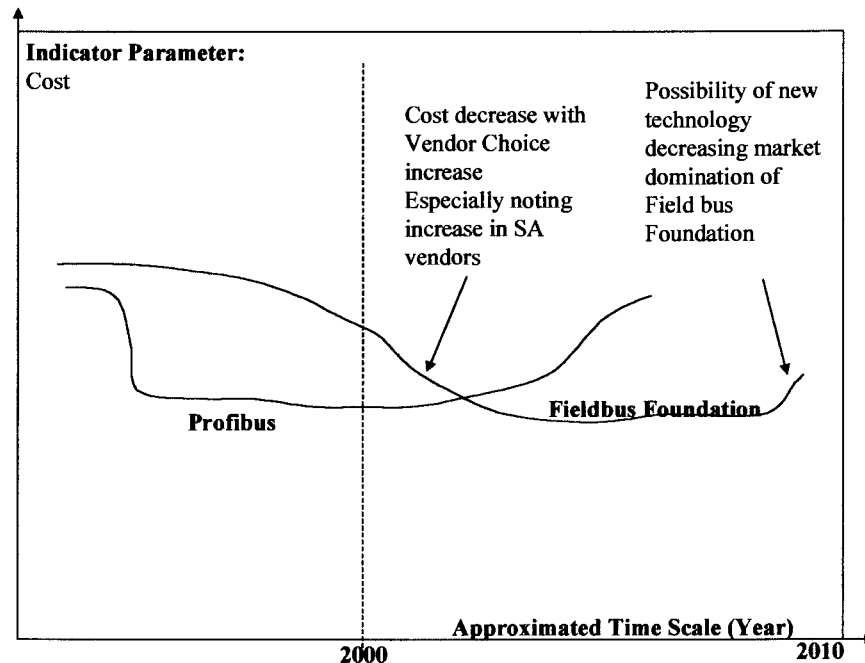 Indicator Parameter:
Cost
Cost decrease with
Vendor Choice
increase
Especially noting
increase in SA
vendors
Possibility of new
technology
decreasing market
domination of
Field bus
Foundation
Profibus
Fieldbus Foundation
Approximated Time Scale (Year)
2000
2010